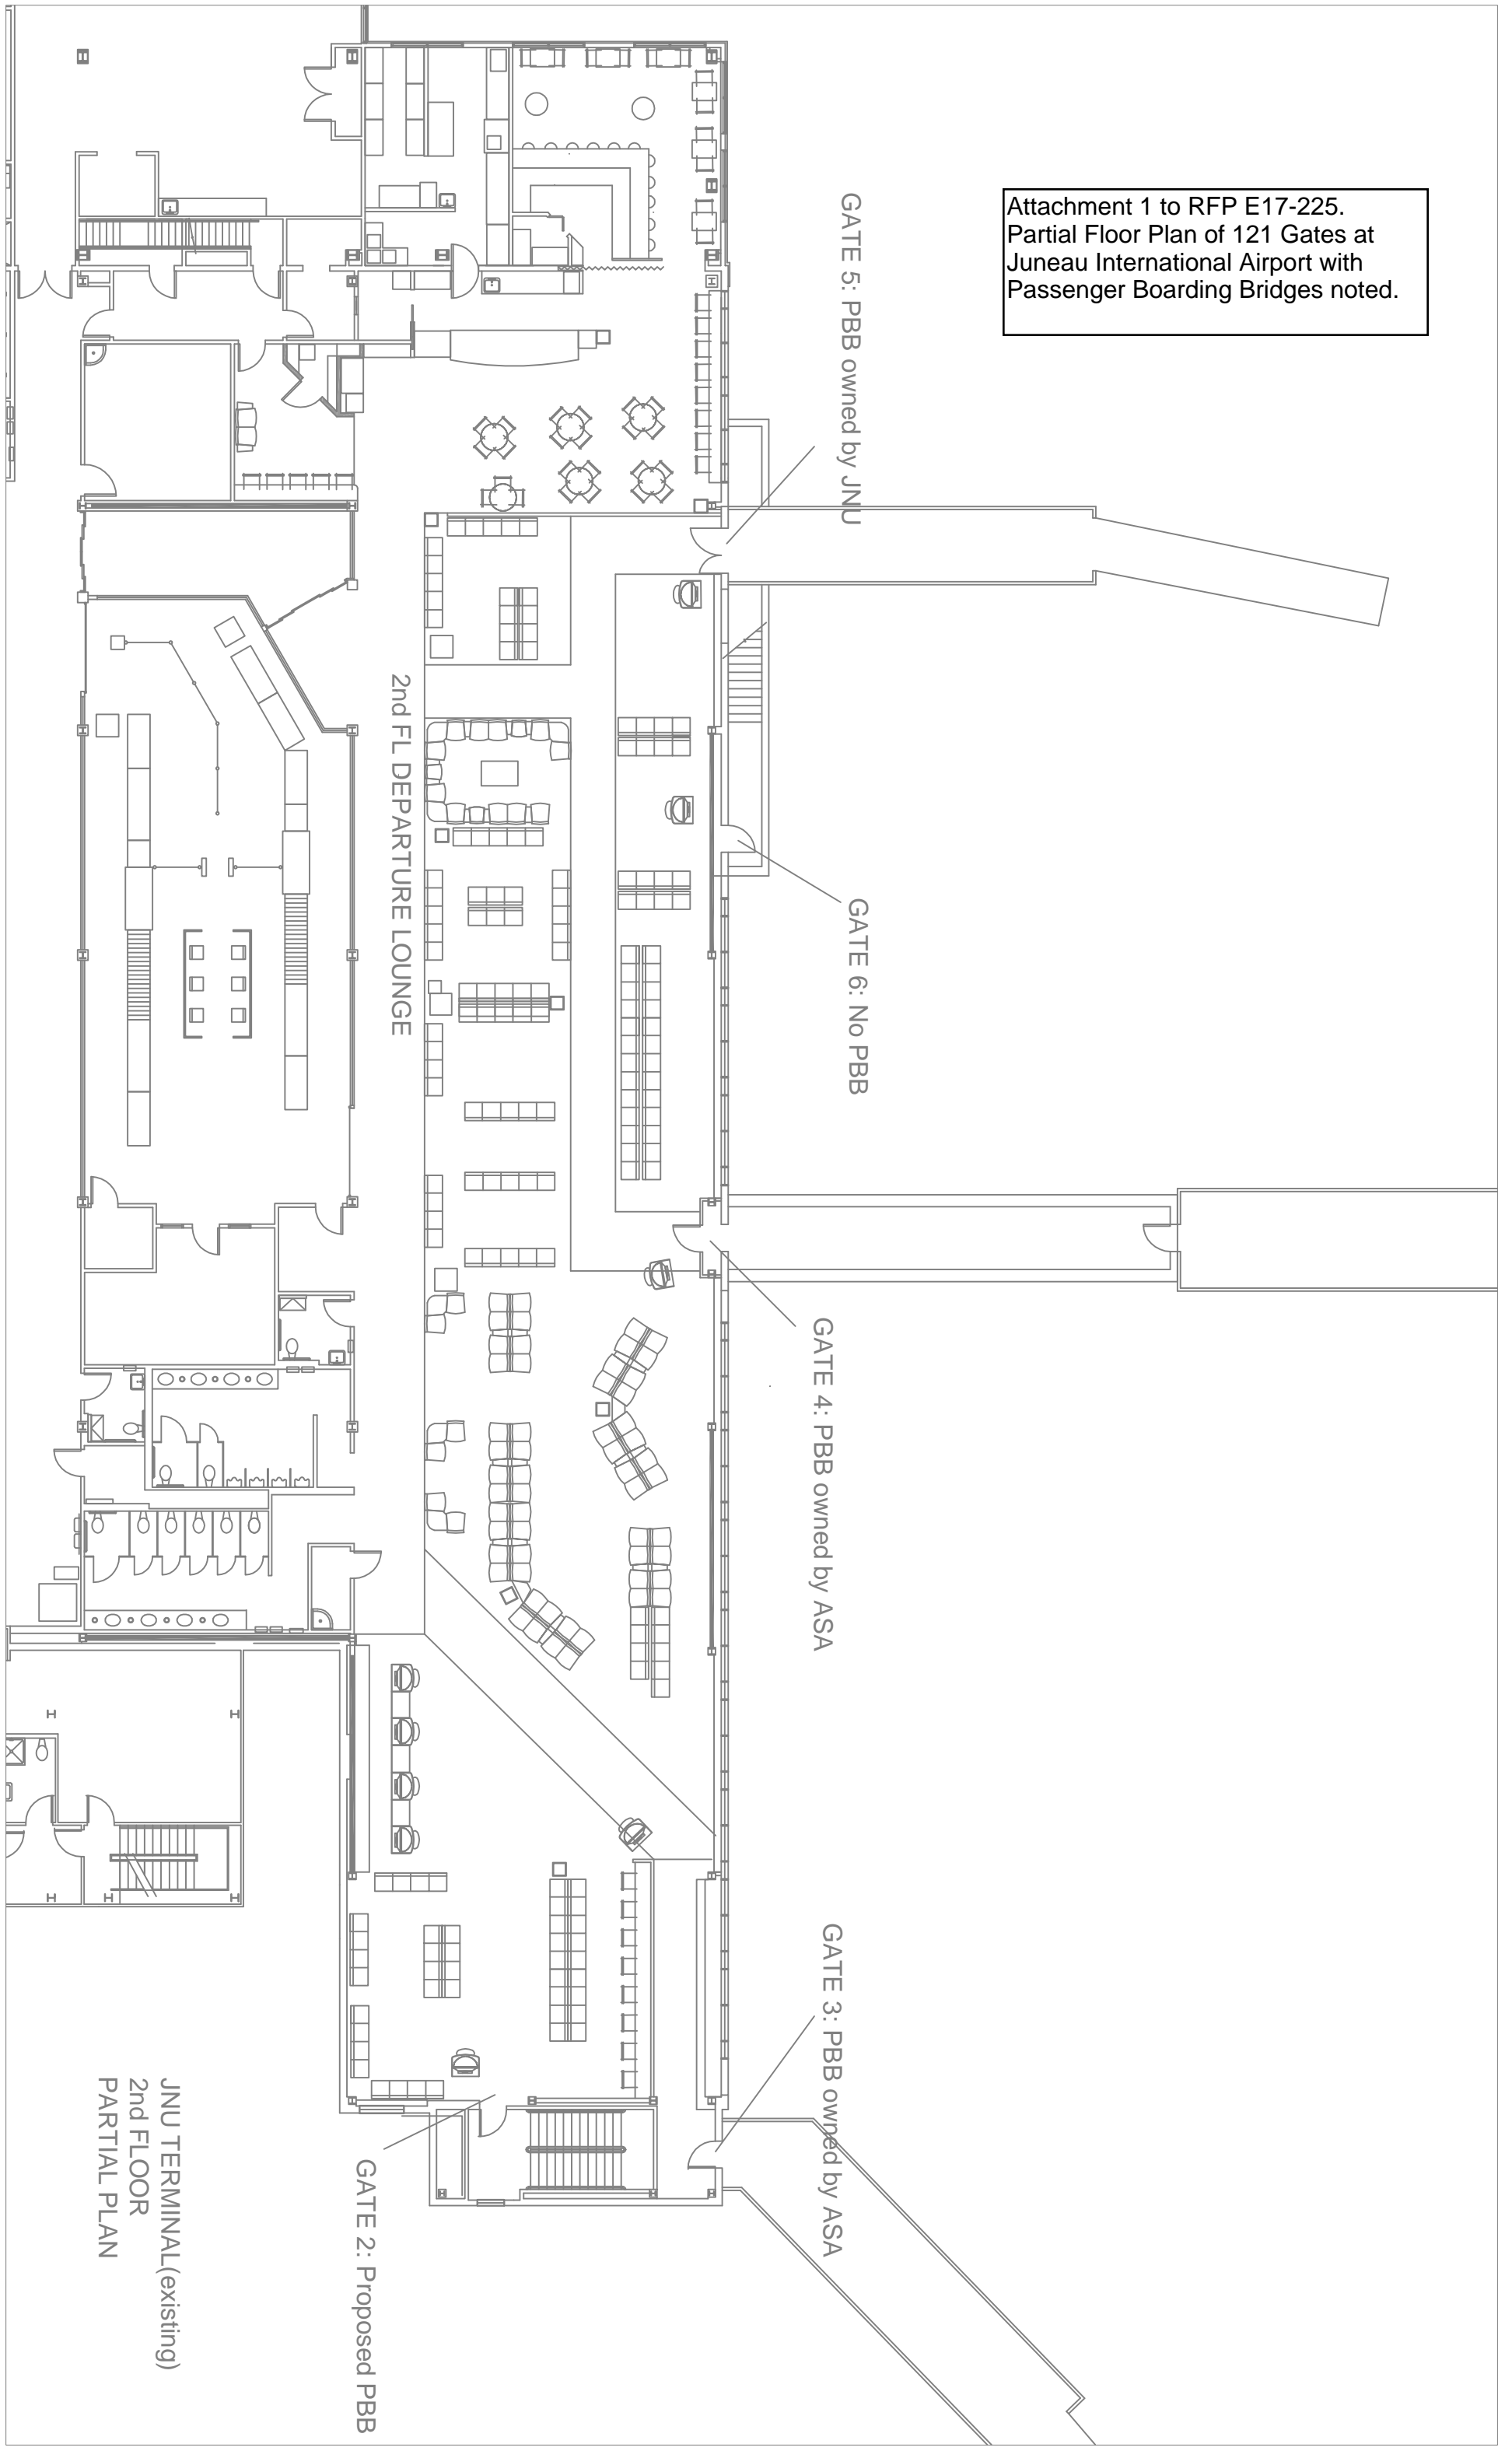 Attachment 1 to RFP E17-225.
Partial Floor Plan of 121 Gates at
Juneau International Airport with
Passenger Boarding Bridges noted.
GATE 5: PBB owned by JNU
2nd FL DEPARTURE LOUNGE
GATE 6: No PBB
GATE 4: PBB owned by ASA
GATE 3: PBB owned by ASA
GATE 2: Proposed PBB
JNU TERMINAL(existing)
2nd FLOOR
PARTIAL PLAN